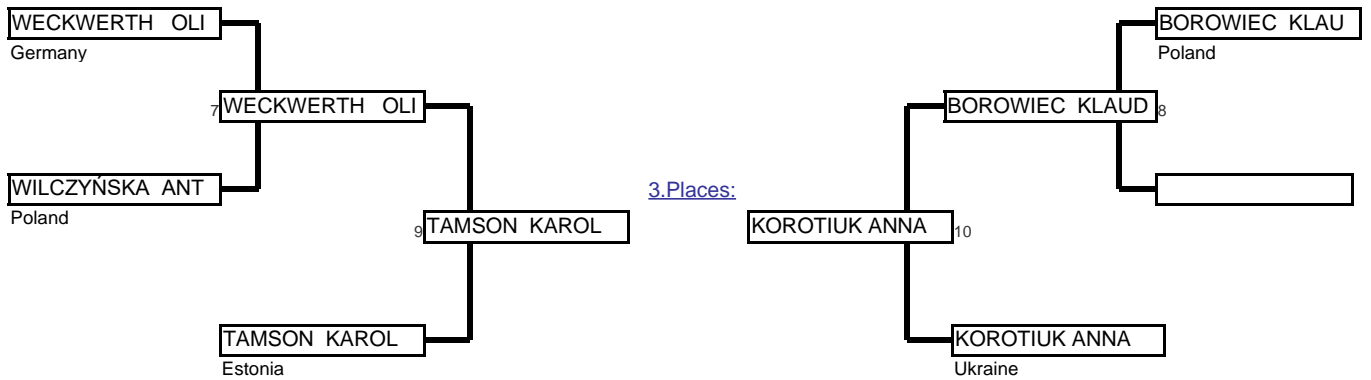 WECKWERTH OLI
Germany
BOROWIEC KLAU
Poland
7 WECKWERTH OLI
BOROWIEC KLAUD 8
WILCZYŃSKA ANT
Poland
3.Places:
9 TAMSON KAROL
KOROTIUK ANNA 10
TAMSON KAROL
Estonia
KOROTIUK ANNA
Ukraine